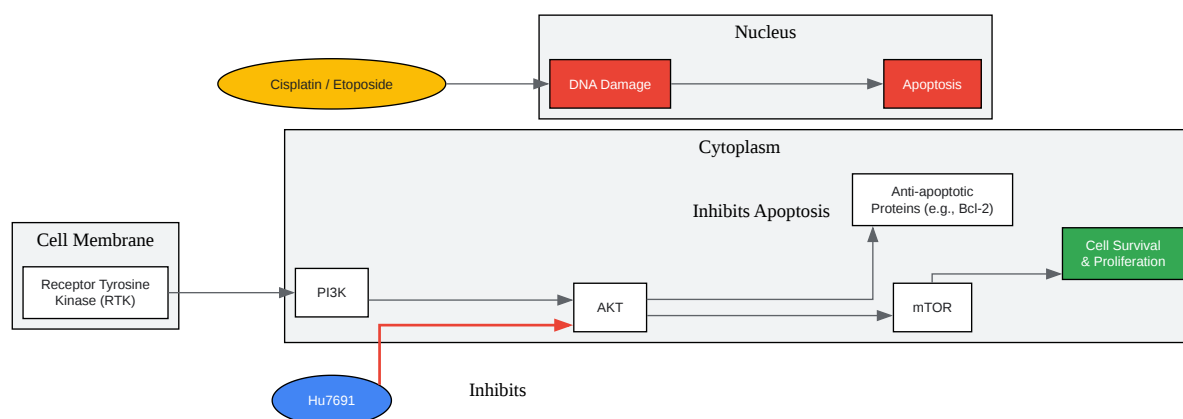 Nucleus
Cisplatin / Etoposide
DNA Damage
Apoptosis
Cytoplasm
Anti-apoptotic
Proteins (e.g., Bcl-2)
Inhibits Apoptosis
Cell Membrane
Receptor Tyrosine
Kinase (RTK)
PI3K
AKT
mTOR
Cell Survival
& Proliferation
Hu7691
Inhibits